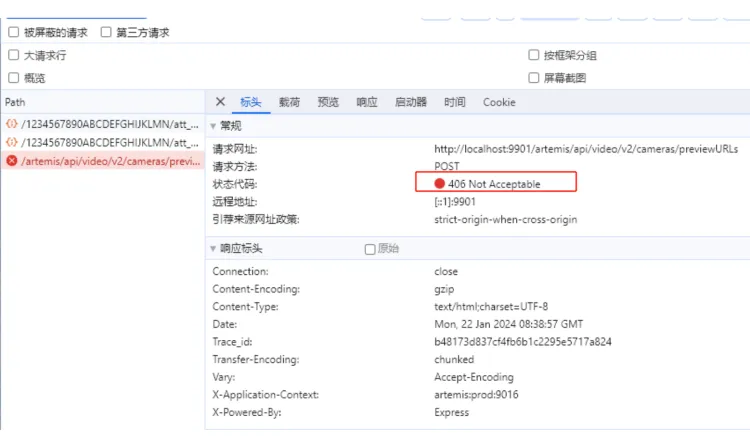 被屏蔽的请求 第三方请求
大请求行 按框架分组
概览 屏幕截图
Path
标头 载荷 预览 响应 启动器 时间 Cookie
/1234567890ABCDEFGHIJKLMN/att_...
/1234567890ABCDEFGHIJKLMN/att_...
/artemis/api/video/v2/cameras/previ...
常规
请求网址: http://localhost:9901/artemis/api/video/v2/cameras/previewURLs
请求方法: POST
状态代码: 406 Not Acceptable
远程地址: [::1]:9901
引荐来源网址政策: strict-origin-when-cross-origin
响应标头 原始
Connection: close
Content-Encoding: gzip
Content-Type: text/html;charset=UTF-8
Date: Mon, 22 Jan 2024 08:38:57 GMT
Trace_id: b48173d837cf4fb6b1c2295e5717a824
Transfer-Encoding: chunked
Vary: Accept-Encoding
X-Application-Context: artemis:prod:9016
X-Powered-By: Express